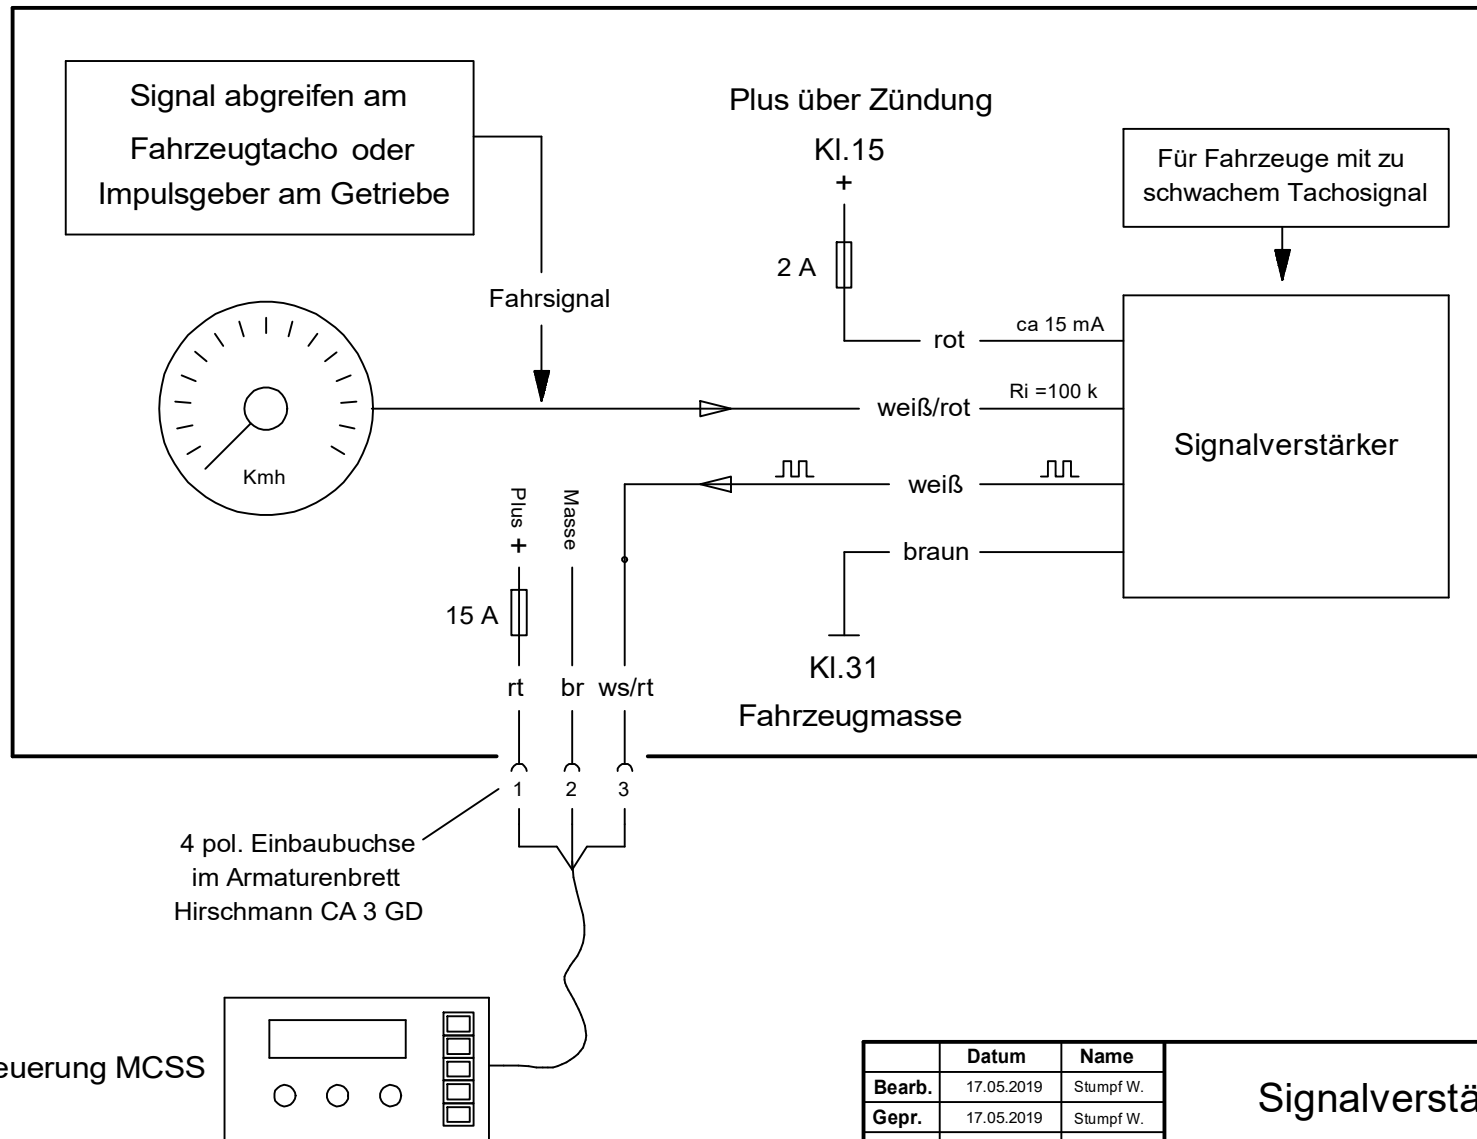 Signal abgreifen am
Fahrzeugtacho oder
Impulsgeber am Getriebe
Plus über Zündung
Kl.15
+
2 A
Für Fahrzeuge mit zu
schwachem Tachosignal
Fahrsignal
rot
ca 15 mA
weiß/rot
Ri =100 k
Signalverstärker
Kmh
weiß
Plus +
Masse
braun
15 A
Kl.31
Fahrzeugmasse
rt
br
ws/rt
1
2
3
4 pol. Einbaubuchse
im Armaturenbrett
Hirschmann CA 3 GD
euerung MCSS
Datum Name
Bearb. 17.05.2019 Stumpf W.
Gepr. 17.05.2019 Stumpf W.
Signalverstä